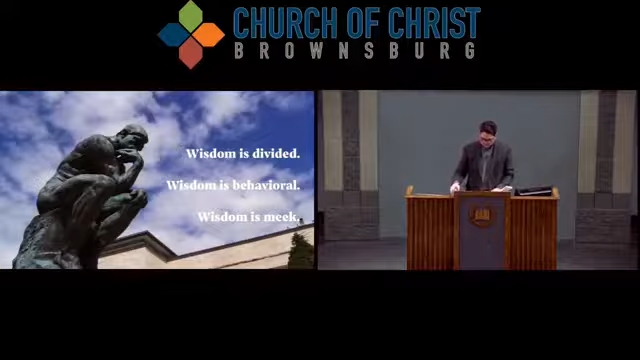 CHURCH OF CHRIST
BROWNSBURG
Wisdom is divided.
Wisdom is behavioral.
Wisdom is meek.